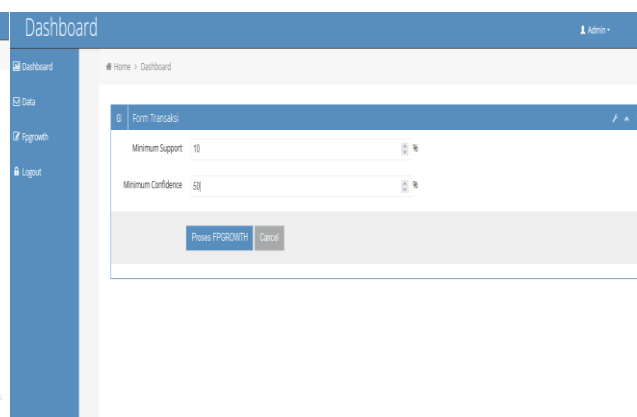 Dashboard
Admin
Dashboard
Home > Dashboard
Data
Fpgrowth
Logout
Form Transaksi
Minimum Support 10 %
Minimum Confidence 50 %
Proses FPGROWTH Cancel